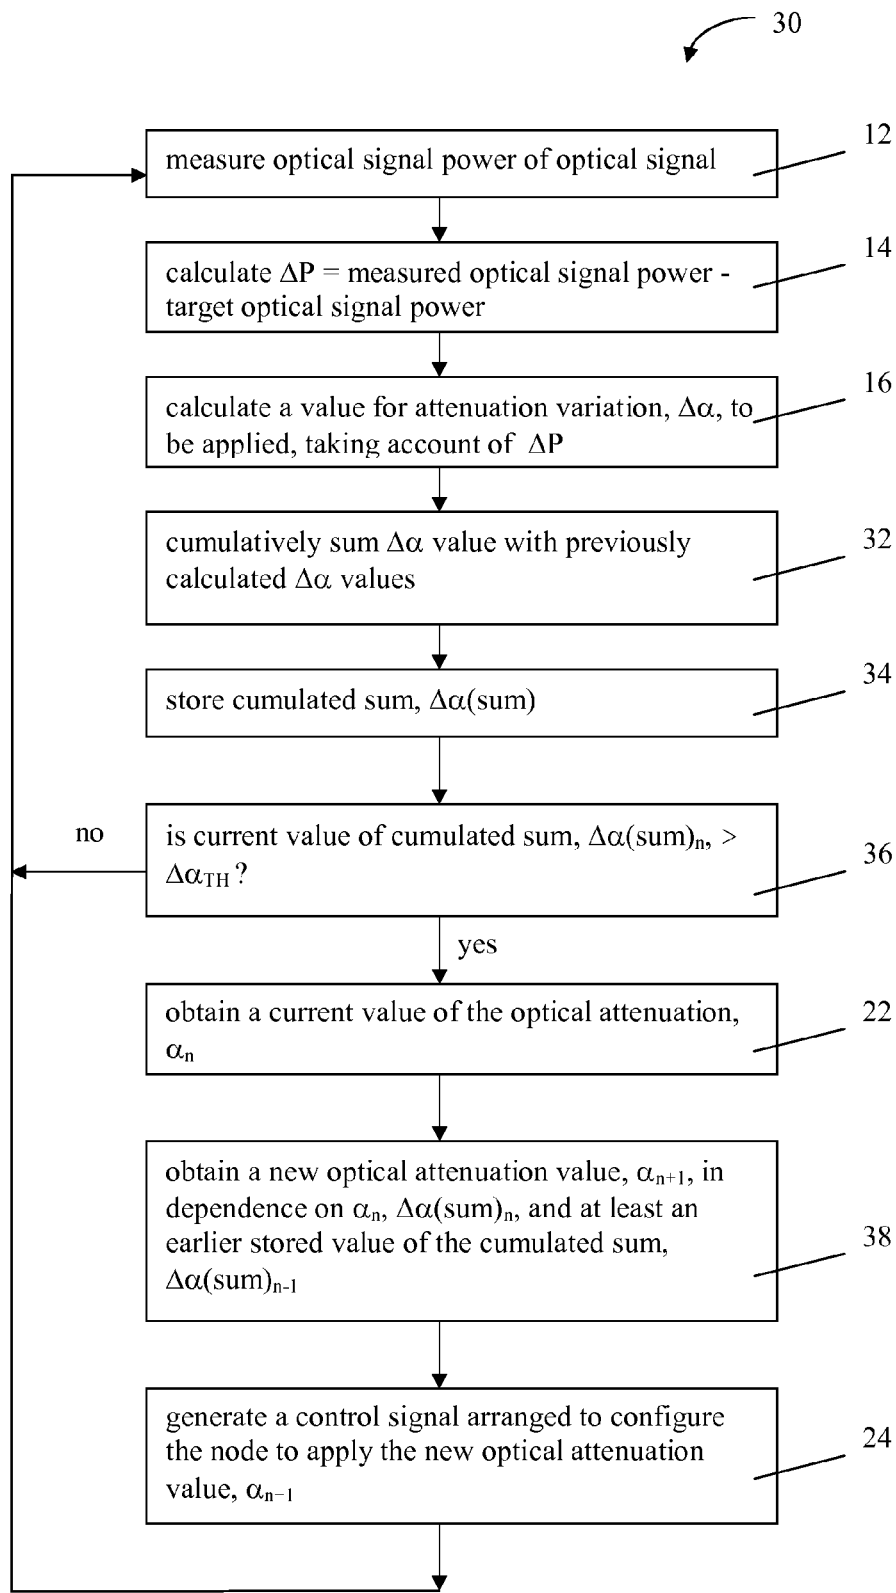 30
measure optical signal power of optical signal
12
calculate ΔP = measured optical signal power -
target optical signal power
14
calculate a value for attenuation variation, Δα, to
be applied, taking account of ΔP
16
cumulatively sum Δα value with previously
calculated Δα values
32
store cumulated sum, Δα(sum)
34
is current value of cumulated sum, Δα(sum)n, >
ΔαTH ?
36
no
yes
obtain a current value of the optical attenuation,
αn
22
obtain a new optical attenuation value, αn+1, in
dependence on αn, Δα(sum)n, and at least an
earlier stored value of the cumulated sum,
Δα(sum)n-1
38
generate a control signal arranged to configure
the node to apply the new optical attenuation
value, αn−1
24